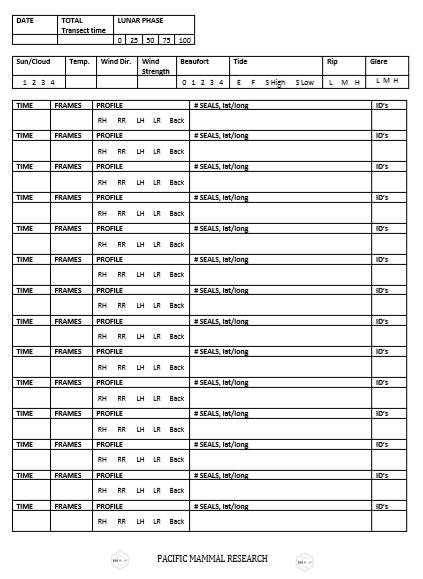 DATE TOTAL Transect time LUNAR PHASE
0 25 50 75 100
Sun/Cloud Temp. Wind Dir. Wind Strength Beaufort Tide Rip Glare
1 2 3 4 0 1 2 3 4 E F S High S Low L M H L M H
TIME FRAMES PROFILE # SEALS, lat/long ID's
RH RR LH LR Back
TIME FRAMES PROFILE # SEALS, lat/long ID's
RH RR LH LR Back
TIME FRAMES PROFILE # SEALS, lat/long ID's
RH RR LH LR Back
TIME FRAMES PROFILE # SEALS, lat/long ID's
RH RR LH LR Back
TIME FRAMES PROFILE # SEALS, lat/long ID's
RH RR LH LR Back
TIME FRAMES PROFILE # SEALS, lat/long ID's
RH RR LH LR Back
TIME FRAMES PROFILE # SEALS, lat/long ID's
RH RR LH LR Back
TIME FRAMES PROFILE # SEALS, lat/long ID's
RH RR LH LR Back
TIME FRAMES PROFILE # SEALS, lat/long ID's
RH RR LH LR Back
TIME FRAMES PROFILE # SEALS, lat/long ID's
RH RR LH LR Back
TIME FRAMES PROFILE # SEALS, lat/long ID's
RH RR LH LR Back
TIME FRAMES PROFILE # SEALS, lat/long ID's
RH RR LH LR Back
TIME FRAMES PROFILE # SEALS, lat/long ID's
RH RR LH LR Back
TIME FRAMES PROFILE # SEALS, lat/long ID's
RH RR LH LR Back
PACIFIC MAMMAL RESEARCH